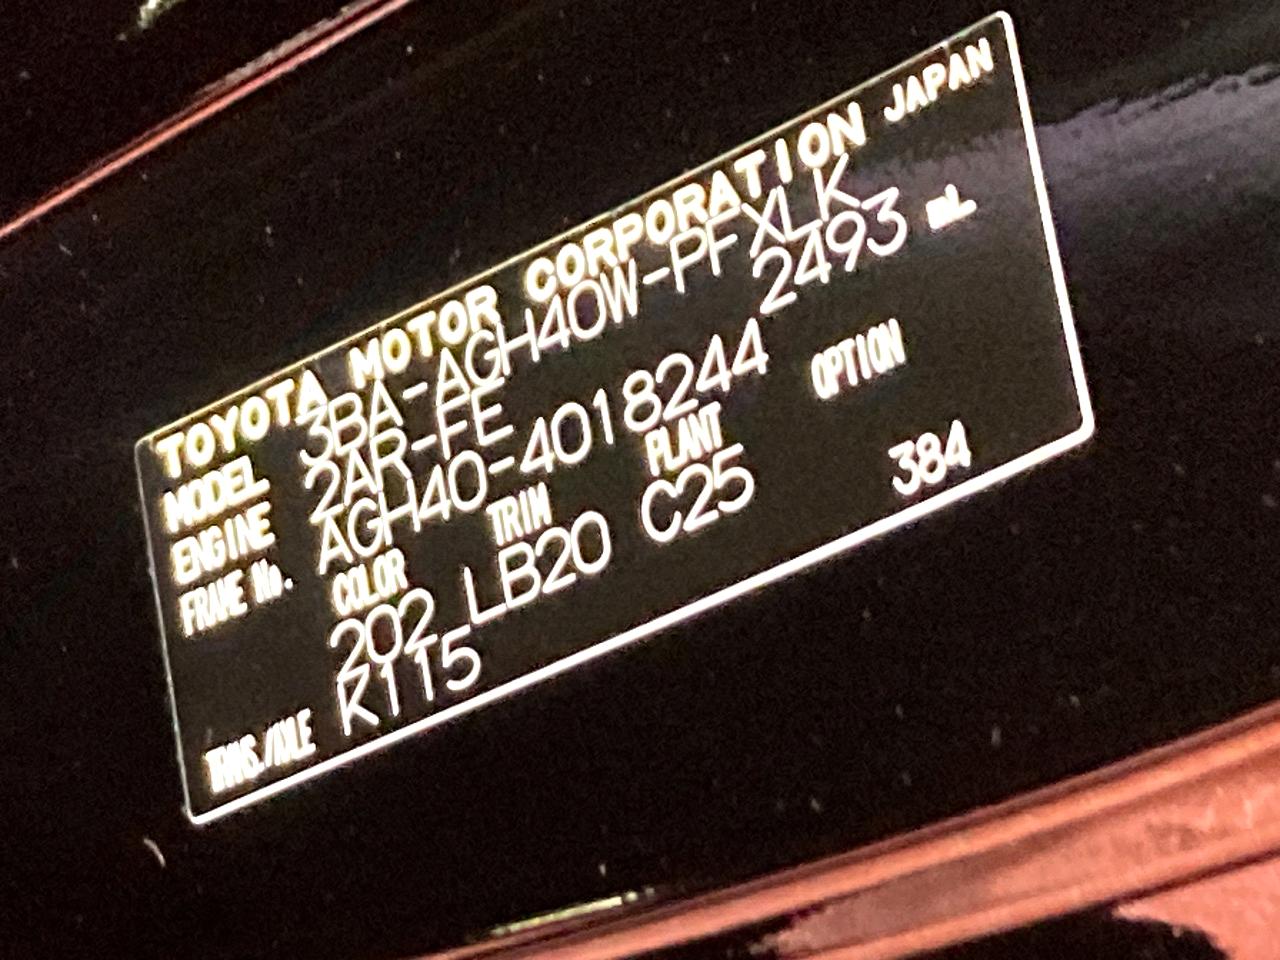 TOYOTA MOTOR CORPORATION JAPAN
MODEL 3BA-AGH40W-PFXLK
ENGINE 2AR-FE 2493 mL
FRAME No. AGH40-4018244
COLOR TRIM PLANT OPTION
202 LB20 C25 384
TRNS./AXLE K115